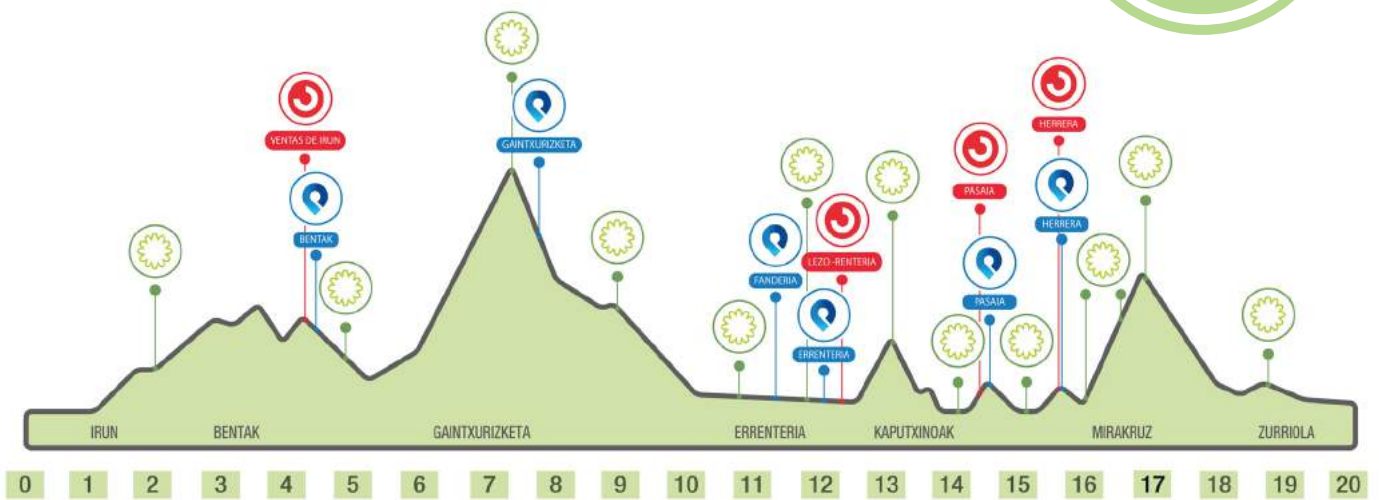 VENTAS DE IRUN
BENTAK
GAINTXURIZKETA
FANDERIA
LEZO-RENTERIA
ERRENTERIA
PASAIA
PASAIA
HERRERA
HERRERA
IRUN BENTAK GAINTXURIZKETA ERRENTERIA KAPUTXINOAK MIRAKRUZ ZURRIOLA
0 1 2 3 4 5 6 7 8 9 10 11 12 13 14 15 16 17 18 19 20